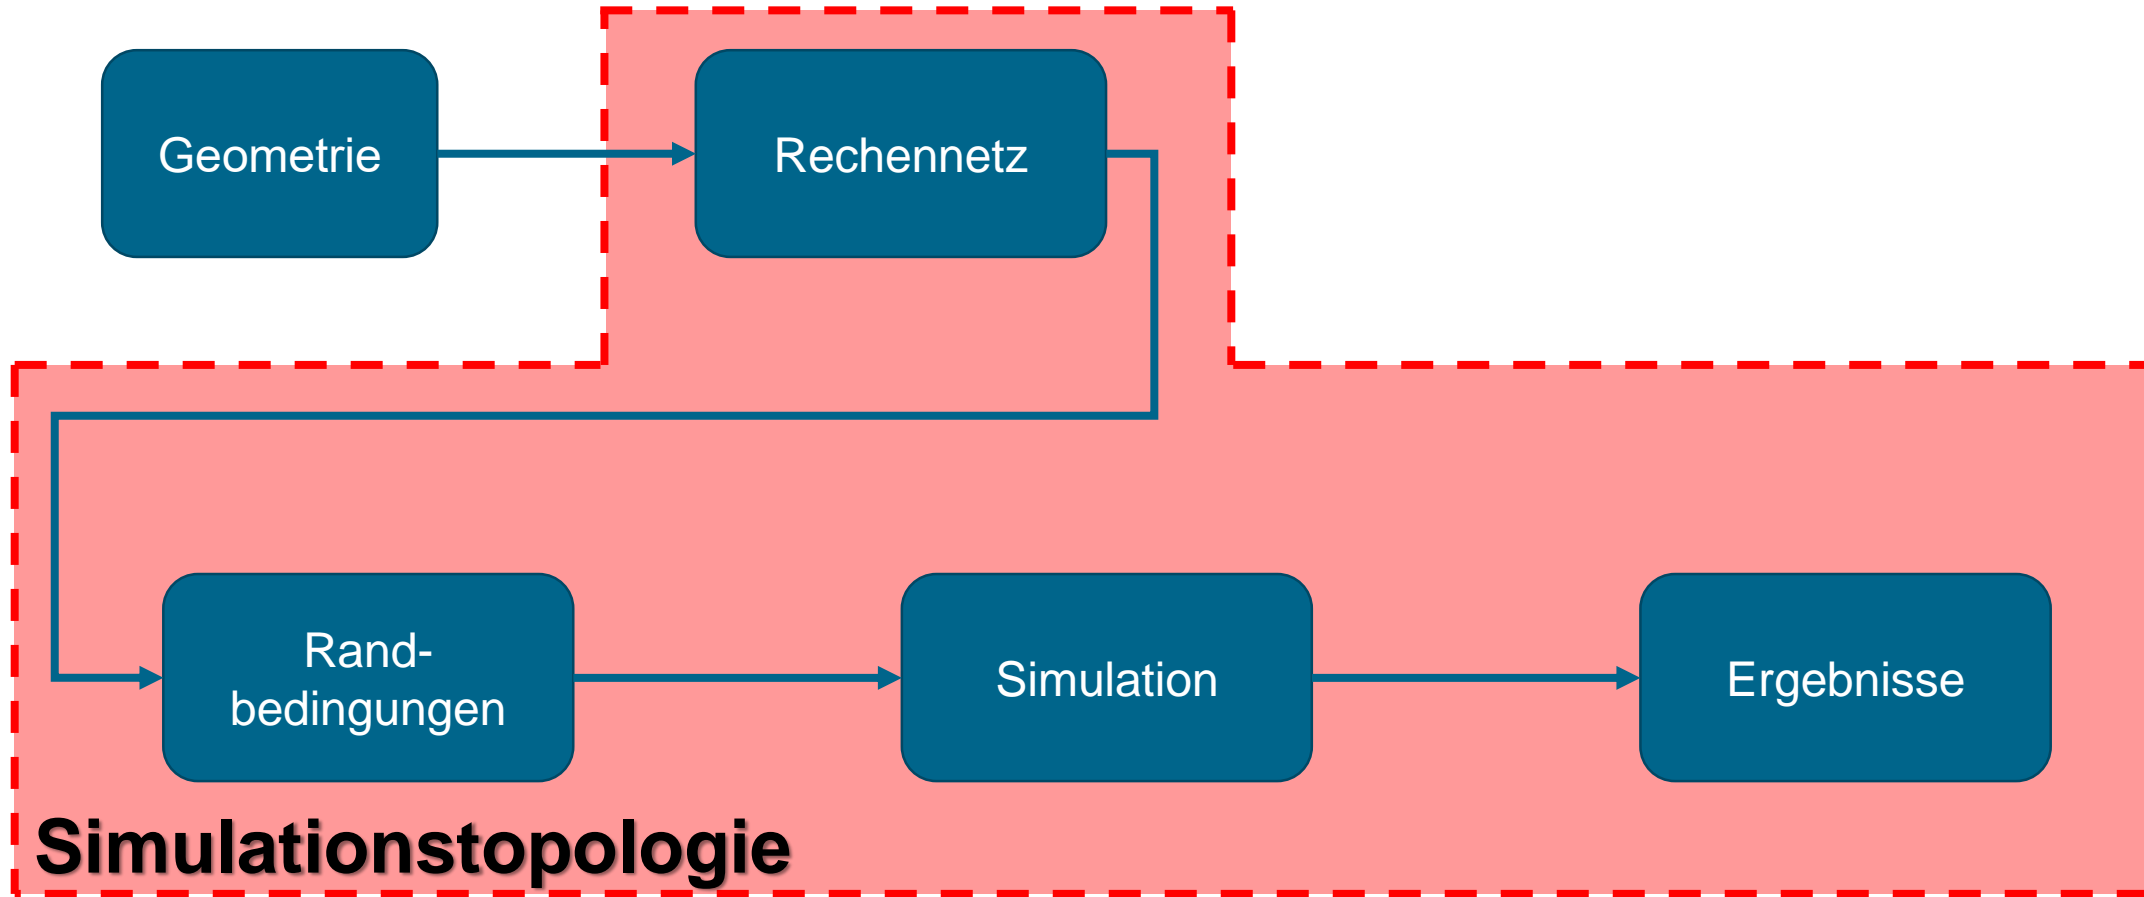 Geometrie
Rechennetz
Rand-
bedingungen
Simulation
Ergebnisse
Simulationstopologie